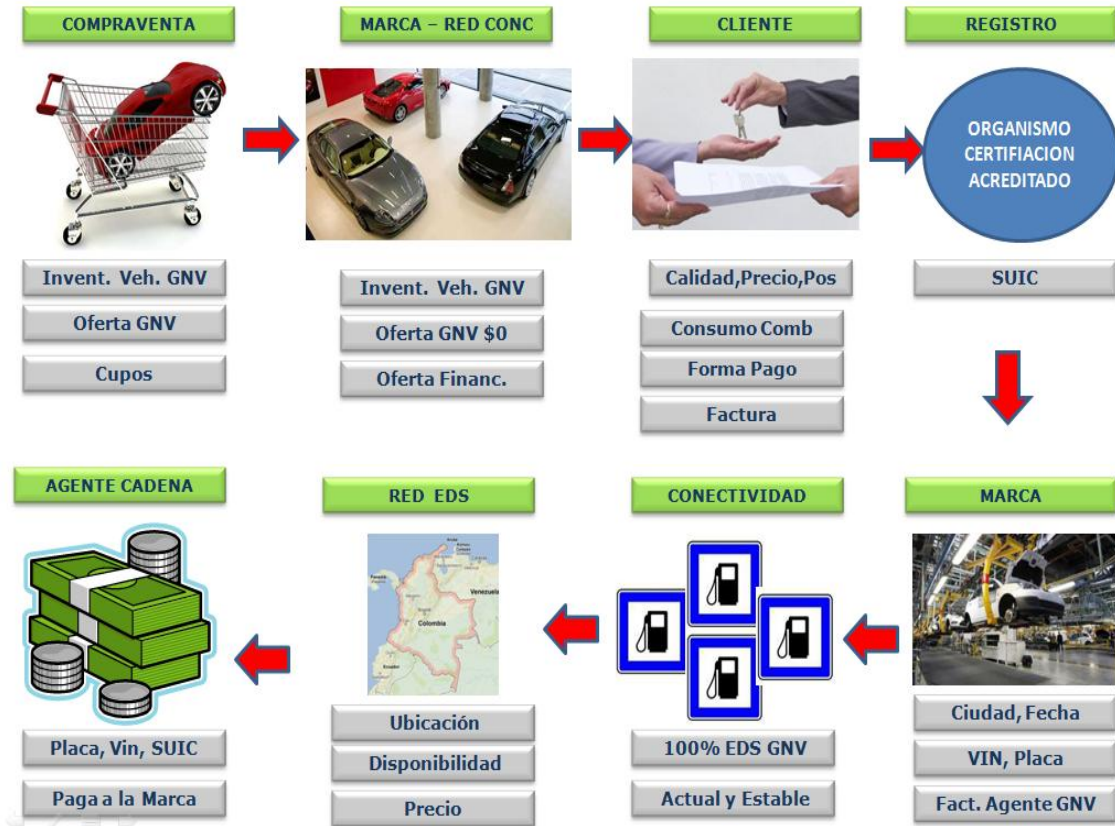 COMPRAVENTA
MARCA – RED CONC
CLIENTE
REGISTRO
ORGANISMO
CERTIFIACION
ACREDITADO
Invent. Veh. GNV
Oferta GNV
Cupos
Invent. Veh. GNV
Oferta GNV $0
Oferta Financ.
Calidad,Precio,Pos
Consumo Comb
Forma Pago
Factura
SUIC
AGENTE CADENA
RED EDS
CONECTIVIDAD
MARCA
Venezuela
Colombia
Ecuador
Placa, Vin, SUIC
Paga a la Marca
Ubicación
Disponibilidad
Precio
100% EDS GNV
Actual y Estable
Ciudad, Fecha
VIN, Placa
Fact. Agente GNV